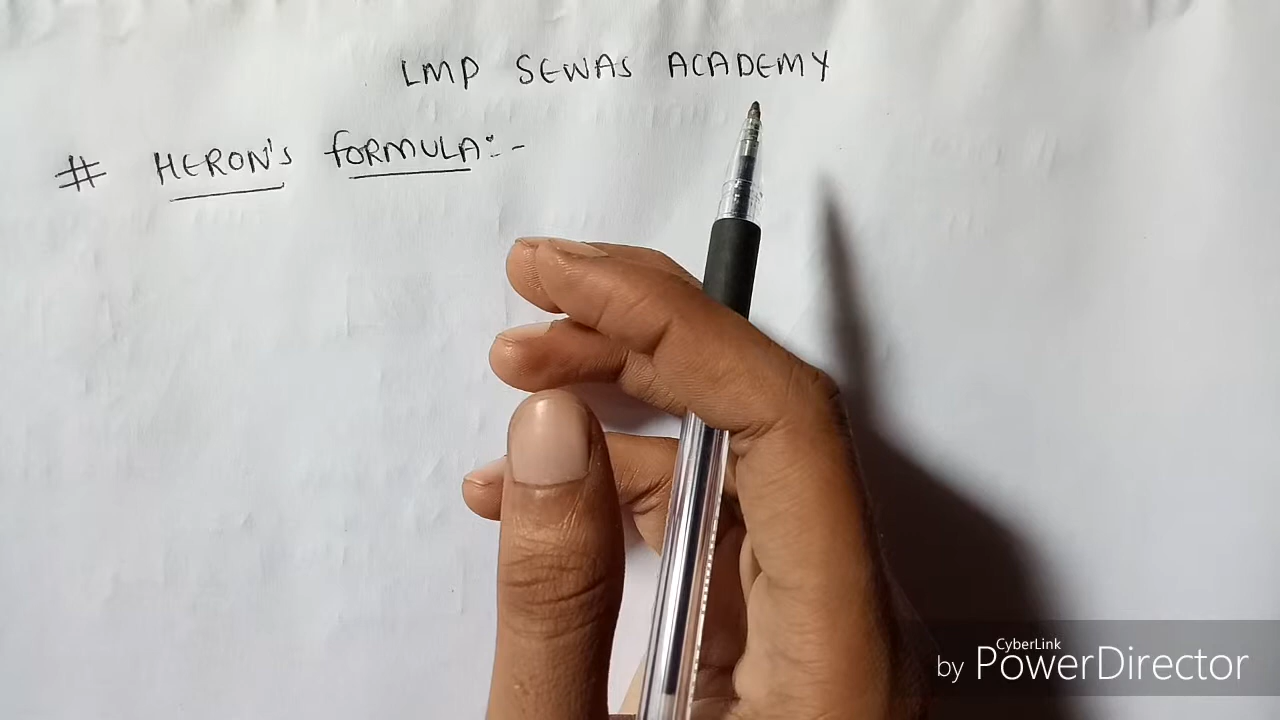 LMP SEWAS ACADEMY
# HERON's fORMULA:-
CyberLink
by PowerDirector